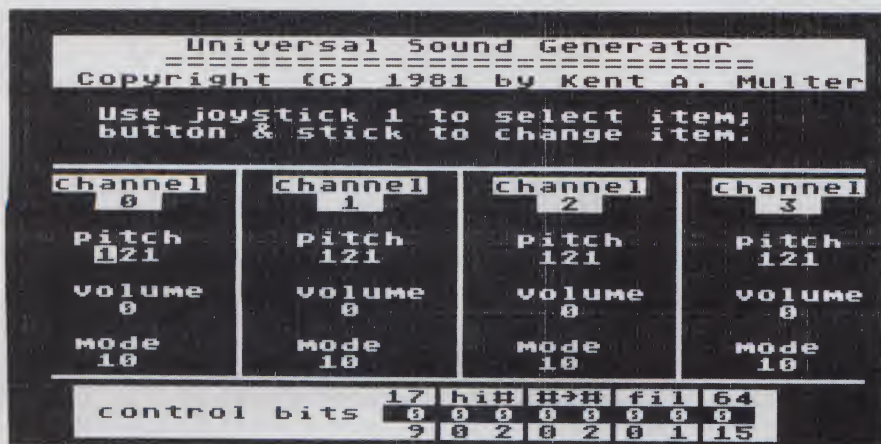 Universal Sound Generator
===========================
Copyright (C) 1981 by Kent A. Multer
Use joystick 1 to select item;
button & stick to change item.
channel channel channel channel
0 1 2 3
pitch pitch pitch pitch
121 121 121 121
volume volume volume volume
0 0 0 0
mode mode mode mode
10 10 10 10
17 hi# #→# fil 64
control bits 0 0 0 0 0 0 0 0
9 0 2 0 2 0 1 15